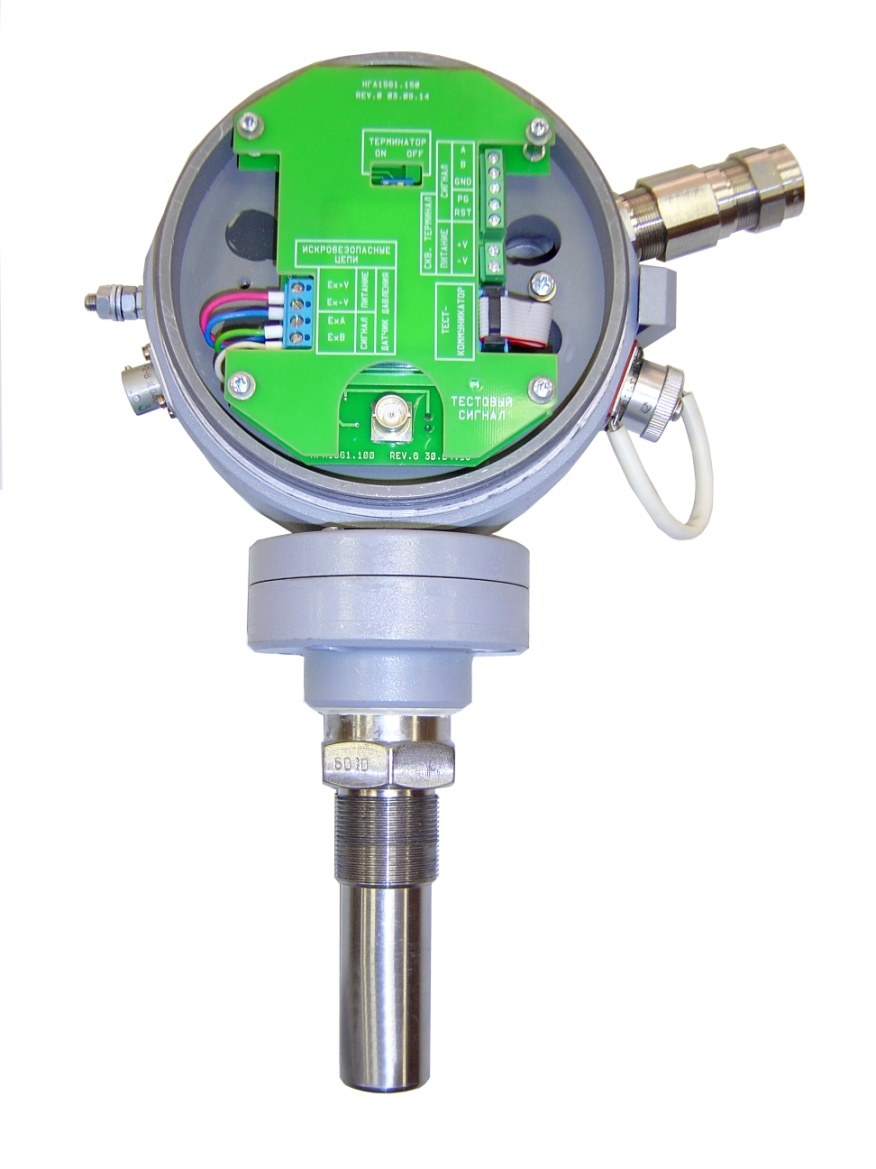 НГА1561.150
REV.0 03.09.14
ТЕРМИНАТОР
ON OFF
СКВ. ТЕРМИНАЛ
СИГНАЛ
A
B
GND
PG
RST
ПИТАНИЕ
+V
-V
ИСКРОБЕЗОПАСНЫЕ
ЦЕПИ
Ex+V
Ex-V
ExA
ExB
ПИТАНИЕ
СИГНАЛ
ДАТЧИК ДАВЛЕНИЯ
ТЕСТ-
КОММУНИКАТОР
ТЕСТОВЫЙ
СИГНАЛ
REV.0